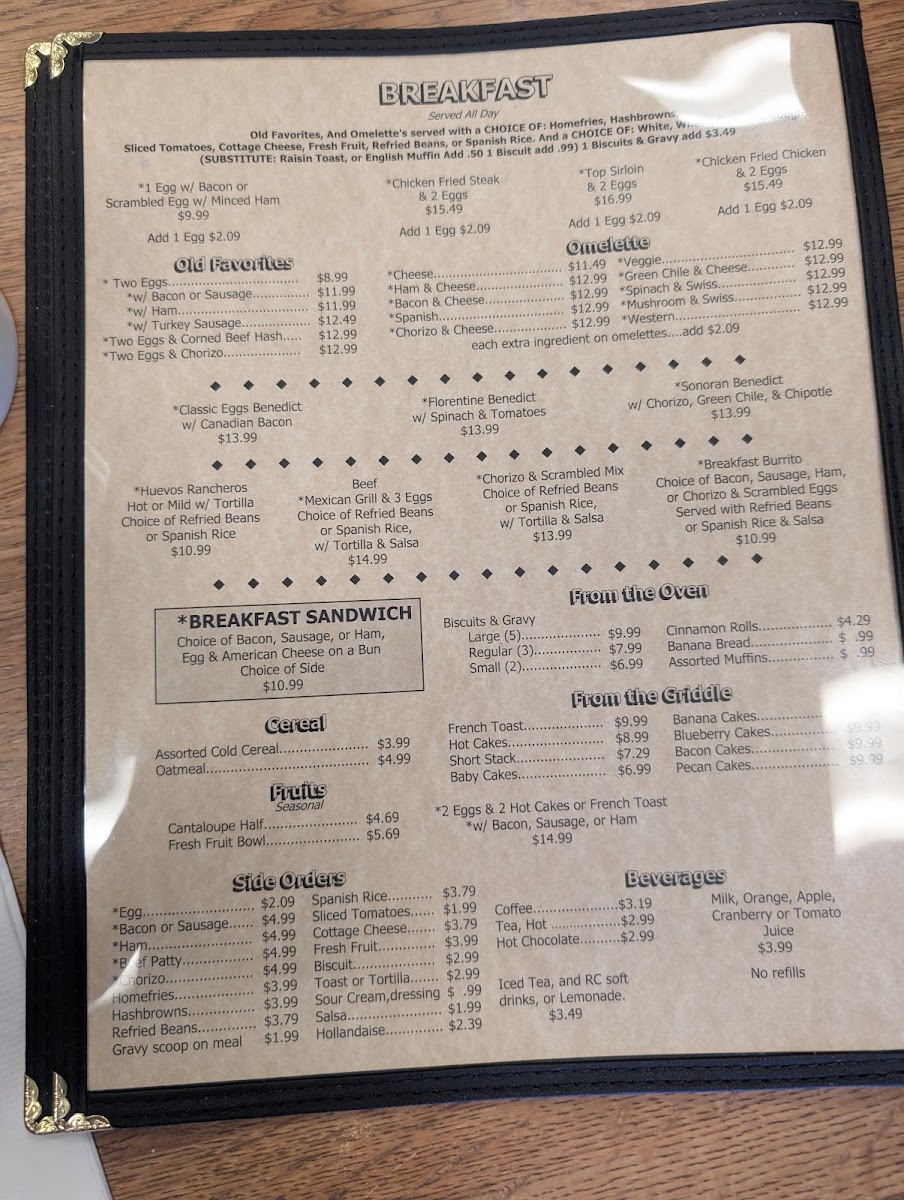 BREAKFAST
Served All Day
Old Favorites, And Omelette's served with a CHOICE OF: Homefries, Hashbrowns,
Sliced Tomatoes, Cottage Cheese, Fresh Fruit, Refried Beans, or Spanish Rice. And a CHOICE OF: White,
(SUBSTITUTE: Raisin Toast, or English Muffin Add .50 1 Biscuit add .99) 1 Biscuits & Gravy add $3.49
*1 Egg w/ Bacon or
Scrambled Egg w/ Minced Ham
$9.99
Add 1 Egg $2.09
*Chicken Fried Steak
& 2 Eggs
$15.49
Add 1 Egg $2.09
*Top Sirloin
& 2 Eggs
$16.99
Add 1 Egg $2.09
*Chicken Fried Chicken
& 2 Eggs
$15.49
Add 1 Egg $2.09
Old Favorites
* Two Eggs............................... $8.99
*w/ Bacon or Sausage.............. $11.99
*w/ Ham................................ $11.99
*w/ Turkey Sausage................. $12.49
*Two Eggs & Corned Beef Hash..... $12.99
*Two Eggs & Chorizo................... $12.99
Omelette
*Cheese............................... $11.49
*Ham & Cheese..................... $12.99
*Bacon & Cheese................... $12.99
*Spanish.............................. $12.99
*Chorizo & Cheese................. $12.99
*Veggie................................ $12.99
*Green Chile & Cheese........... $12.99
*Spinach & Swiss................... $12.99
*Mushroom & Swiss................ $12.99
*Western.............................. $12.99
each extra ingredient on omelettes....add $2.09
*Classic Eggs Benedict
w/ Canadian Bacon
$13.99
*Florentine Benedict
w/ Spinach & Tomatoes
$13.99
*Sonoran Benedict
w/ Chorizo, Green Chile, & Chipotle
$13.99
*Huevos Rancheros
Hot or Mild w/ Tortilla
Choice of Refried Beans
or Spanish Rice
$10.99
Beef
*Mexican Grill & 3 Eggs
Choice of Refried Beans
or Spanish Rice,
w/ Tortilla & Salsa
$14.99
*Chorizo & Scrambled Mix
Choice of Refried Beans
or Spanish Rice,
w/ Tortilla & Salsa
$13.99
*Breakfast Burrito
Choice of Bacon, Sausage, Ham,
or Chorizo & Scrambled Eggs
Served with Refried Beans
or Spanish Rice & Salsa
$10.99
*BREAKFAST SANDWICH
Choice of Bacon, Sausage, or Ham,
Egg & American Cheese on a Bun
Choice of Side
$10.99
From the Oven
Biscuits & Gravy
Large (5)................... $9.99
Regular (3)................ $7.99
Small (2)................... $6.99
Cinnamon Rolls.................. $4.29
Banana Bread.................... $ .99
Assorted Muffins................ $ .99
Cereal
Assorted Cold Cereal...................... $3.99
Oatmeal....................................... $4.99
Fruits
Seasonal
Cantaloupe Half....................... $4.69
Fresh Fruit Bowl....................... $5.69
From the Griddle
French Toast................... $9.99
Hot Cakes....................... $8.99
Short Stack..................... $7.29
Baby Cakes..................... $6.99
Banana Cakes................
Blueberry Cakes............... $9.99
Bacon Cakes.................... $9.99
Pecan Cakes..................... $9.99
*2 Eggs & 2 Hot Cakes or French Toast
*w/ Bacon, Sausage, or Ham
$14.99
Side Orders
*Egg........................... $2.09
*Bacon or Sausage...... $4.99
*Ham......................... $4.99
*Beef Patty................. $4.99
*Chorizo..................... $4.99
Homefries................... $3.99
Hashbrowns................ $3.99
Refried Beans.............. $3.79
Gravy scoop on meal $1.99
Spanish Rice........... $3.79
Sliced Tomatoes...... $1.99
Cottage Cheese....... $3.79
Fresh Fruit.............. $3.99
Biscuit.................... $2.99
Toast or Tortilla....... $2.99
Sour Cream,dressing $ .99
Salsa....................... $1.99
Hollandaise.............. $2.39
Beverages
Coffee....................$3.19
Tea, Hot .................$2.99
Hot Chocolate..........$2.99
Iced Tea, and RC soft
drinks, or Lemonade.
$3.49
Milk, Orange, Apple,
Cranberry or Tomato
Juice
$3.99
No refills